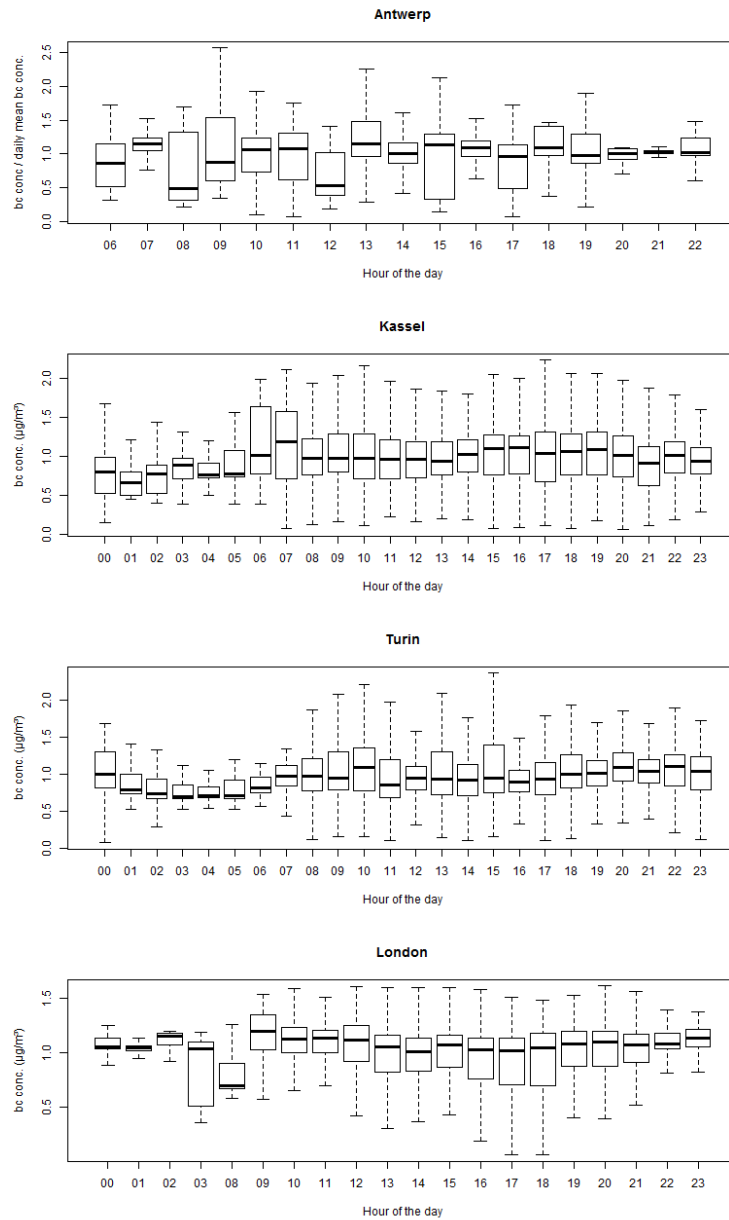 Antwerp
bc conc / daily mean bc conc.
2.5
2.0
1.5
1.0
0.5
0.0
06 07 08 09 10 11 12 13 14 15 16 17 18 19 20 21 22
Hour of the day
Kassel
bc conc. (µg/m³)
2.0
1.5
1.0
0.5
0.0
00 01 02 03 04 05 06 07 08 09 10 11 12 13 14 15 16 17 18 19 20 21 22 23
Hour of the day
Turin
bc conc. (µg/m³)
2.0
1.5
1.0
0.5
0.0
00 01 02 03 04 05 06 07 08 09 10 11 12 13 14 15 16 17 18 19 20 21 22 23
Hour of the day
London
bc conc. (µg/m³)
1.5
1.0
0.5
00 01 02 03 08 09 10 11 12 13 14 15 16 17 18 19 20 21 22 23
Hour of the day